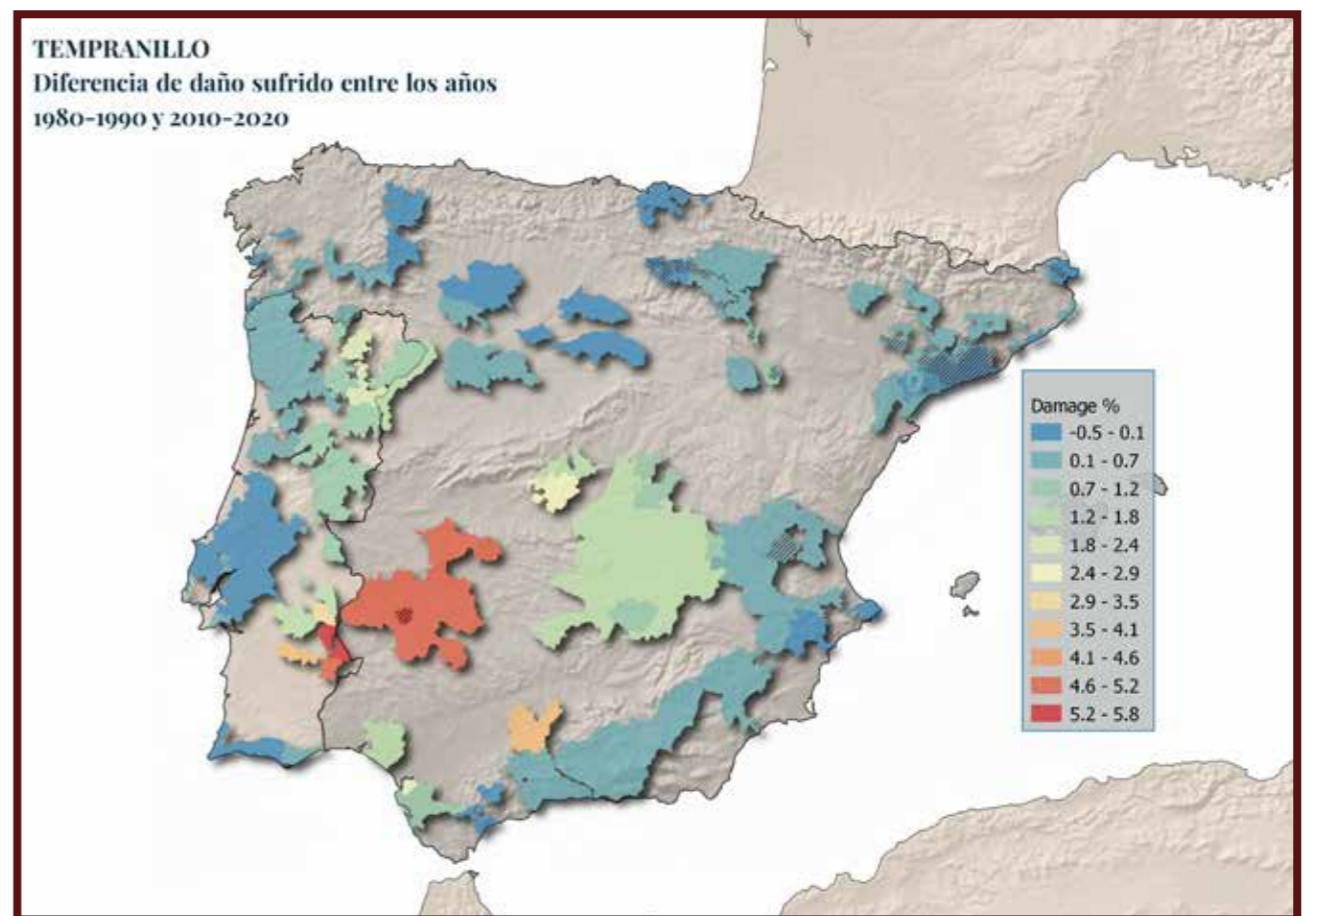 TEMPRANILLO
Diferencia de daño sufrido entre los años
1980-1990 y 2010-2020
Damage %
-0.5 - 0.1
0.1 - 0.7
0.7 - 1.2
1.2 - 1.8
1.8 - 2.4
2.4 - 2.9
2.9 - 3.5
3.5 - 4.1
4.1 - 4.6
4.6 - 5.2
5.2 - 5.8